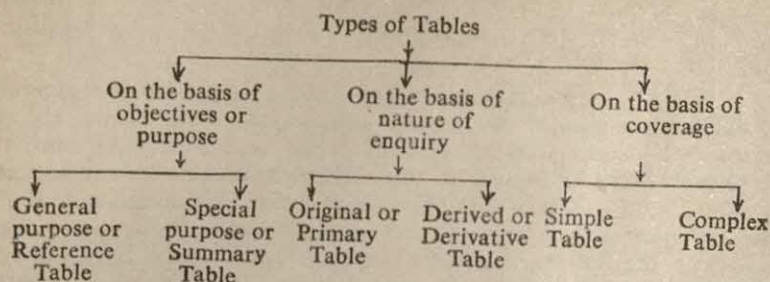 Types of Tables
On the basis of
objectives or
purpose
On the basis of
nature of
enquiry
On the basis of
coverage
General
purpose or
Reference
Table
Special
purpose or
Summary
Table
Original or
Primary
Table
Derived or
Derivative
Table
Simple
Table
Complex
Table